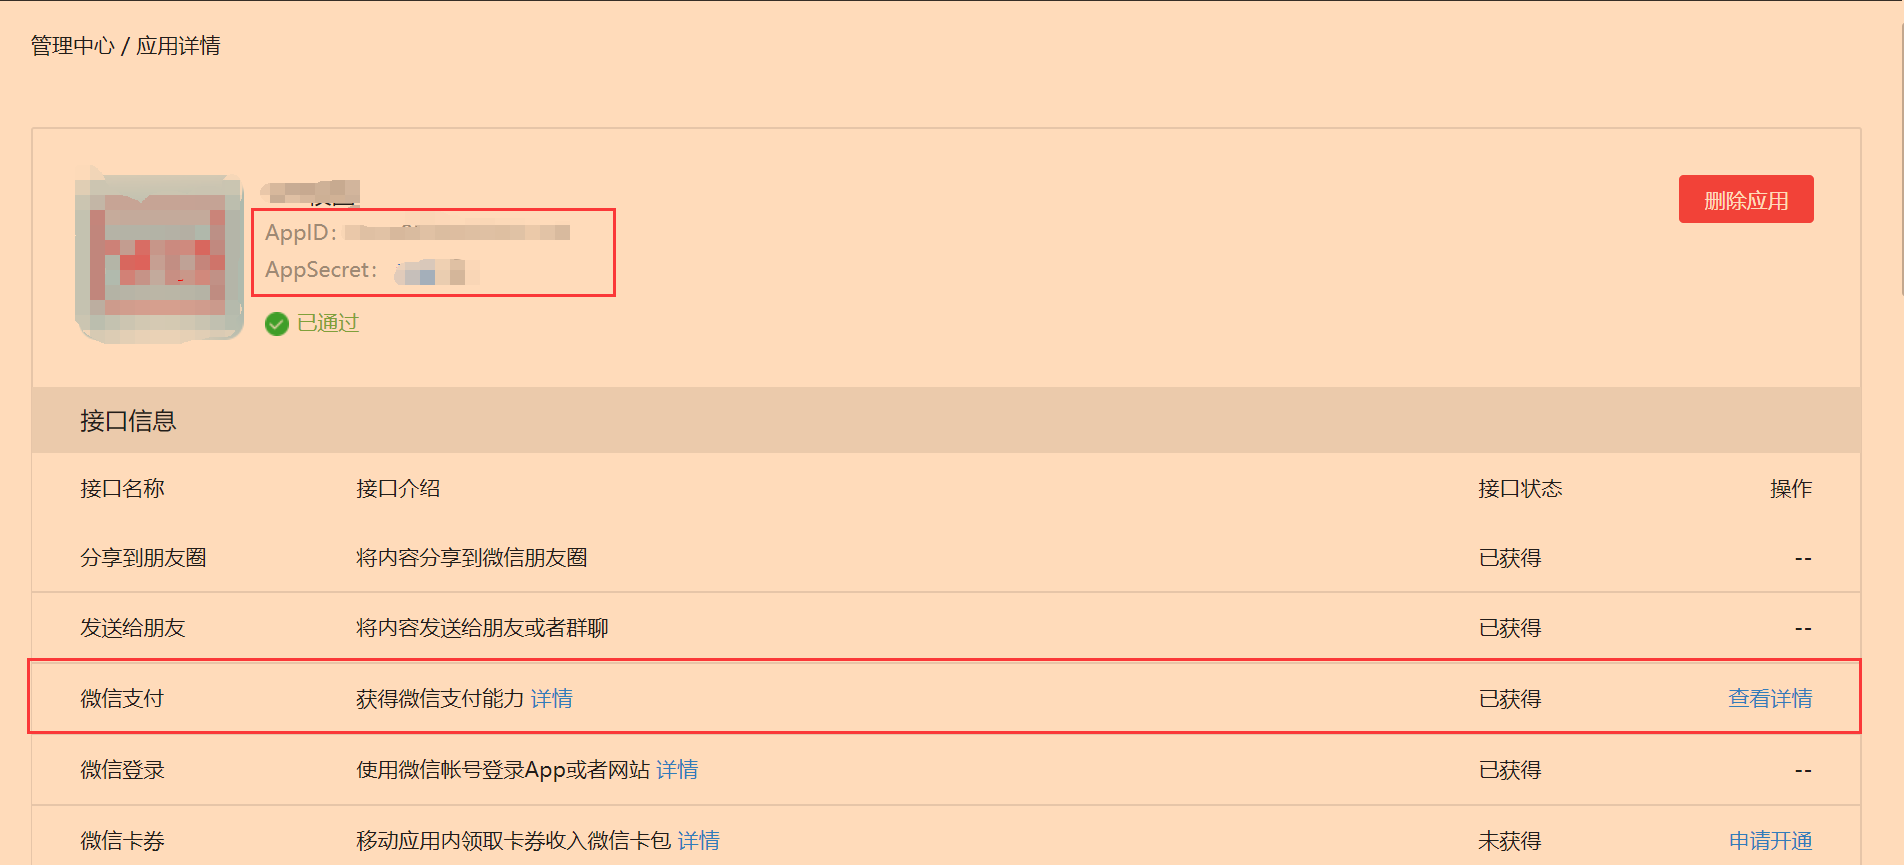 管理中心 / 应用详情
删除应用
AppID：
AppSecret：
已通过
接口信息
接口名称 接口介绍 接口状态 操作
分享到朋友圈 将内容分享到微信朋友圈 已获得 --
发送给朋友 将内容发送给朋友或者群聊 已获得 --
微信支付 获得微信支付能力 详情 已获得 查看详情
微信登录 使用微信帐号登录App或者网站 详情 已获得 --
微信卡券 移动应用内领取卡券收入微信卡包 详情 未获得 申请开通